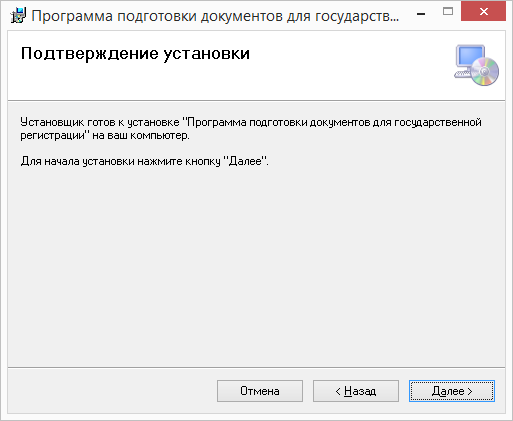 Программа подготовки документов для государств...
Подтверждение установки
Установщик готов к установке "Программа подготовки документов для государственной
регистрации" на ваш компьютер.
Для начала установки нажмите кнопку "Далее".
Отмена
< Назад
Далее >